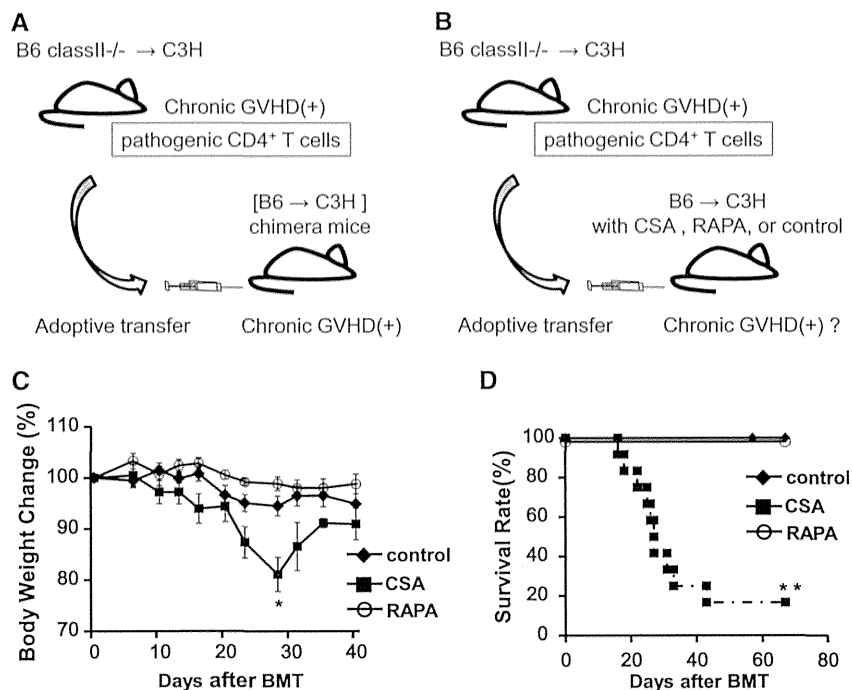 A
B6 classII-/- → C3H
Chronic GVHD(+)
pathogenic CD4⁺ T cells
[B6 → C3H ]
chimera mice
Adoptive transfer
Chronic GVHD(+)
B
B6 classII-/- → C3H
Chronic GVHD(+)
pathogenic CD4⁺ T cells
B6 → C3H
with CSA , RAPA, or control
Adoptive transfer
Chronic GVHD(+) ?
C
Body Weight Change (%)
110
100
90
80
70
0
10
20
30
40
Days after BMT
control
CSA
RAPA
*
D
Survival Rate(%)
100
80
60
40
20
0
0
20
40
60
80
Days after BMT
control
CSA
RAPA
* *